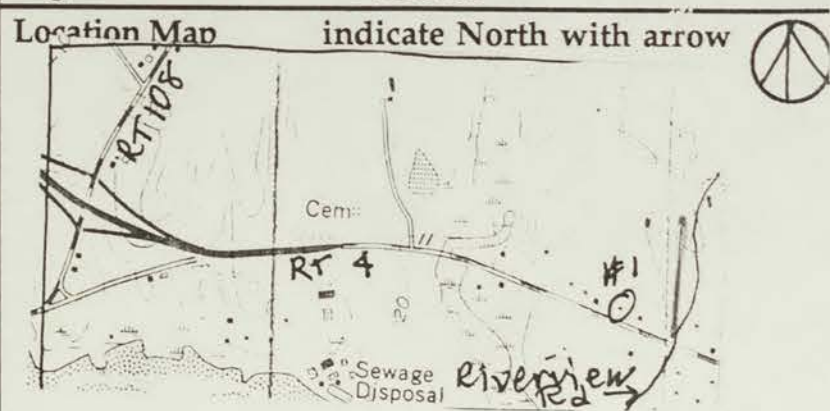 Location Map indicate North with arrow
RT 108
Cem
RT 4
#1
20
Sewage
Disposal
Riverview
Rd